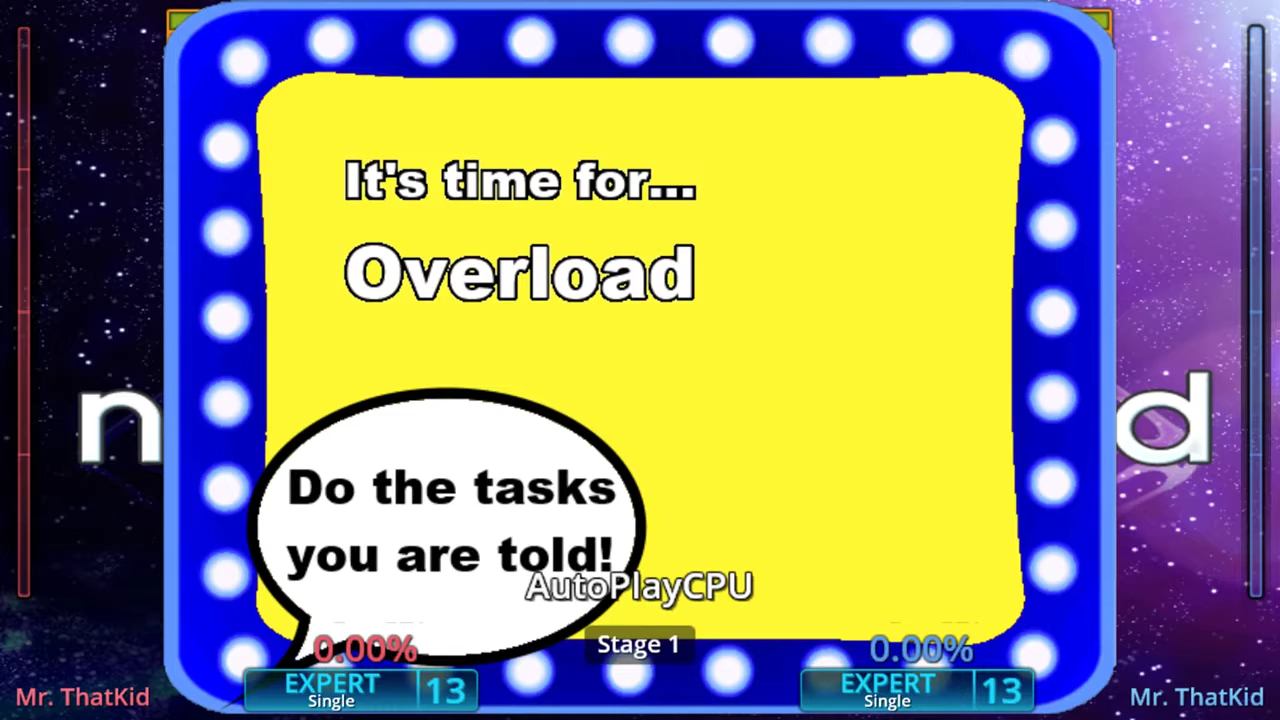 It's time for...
Overload
n
d
Do the tasks
you are told!
AutoPlayCPU
0.00%
Stage 1
0.00%
EXPERT
Single
13
EXPERT
Single
13
Mr. ThatKid
Mr. ThatKid